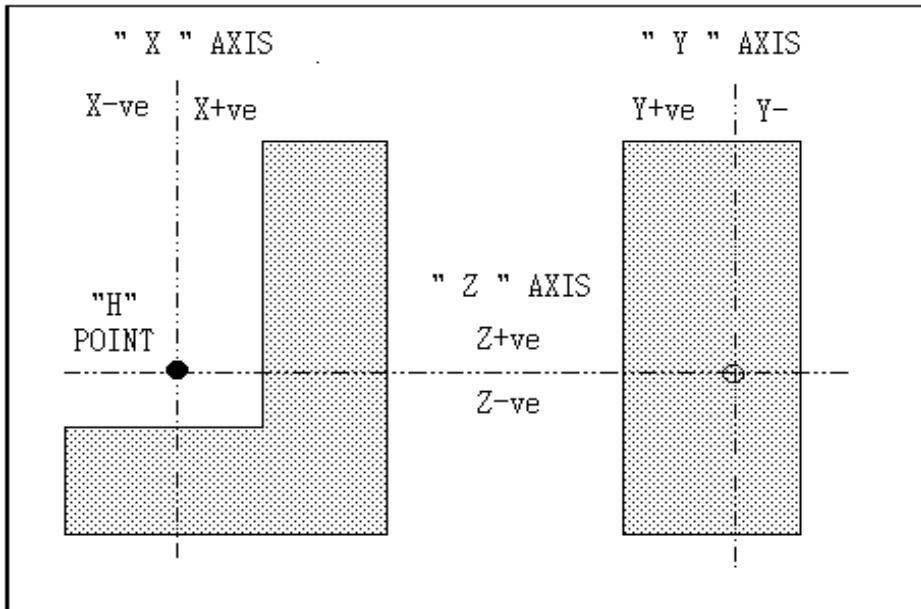 " X " AXIS
" Y " AXIS
X-ve
X+ve
Y+ve
Y-
"H"
POINT
" Z " AXIS
Z+ve
Z-ve